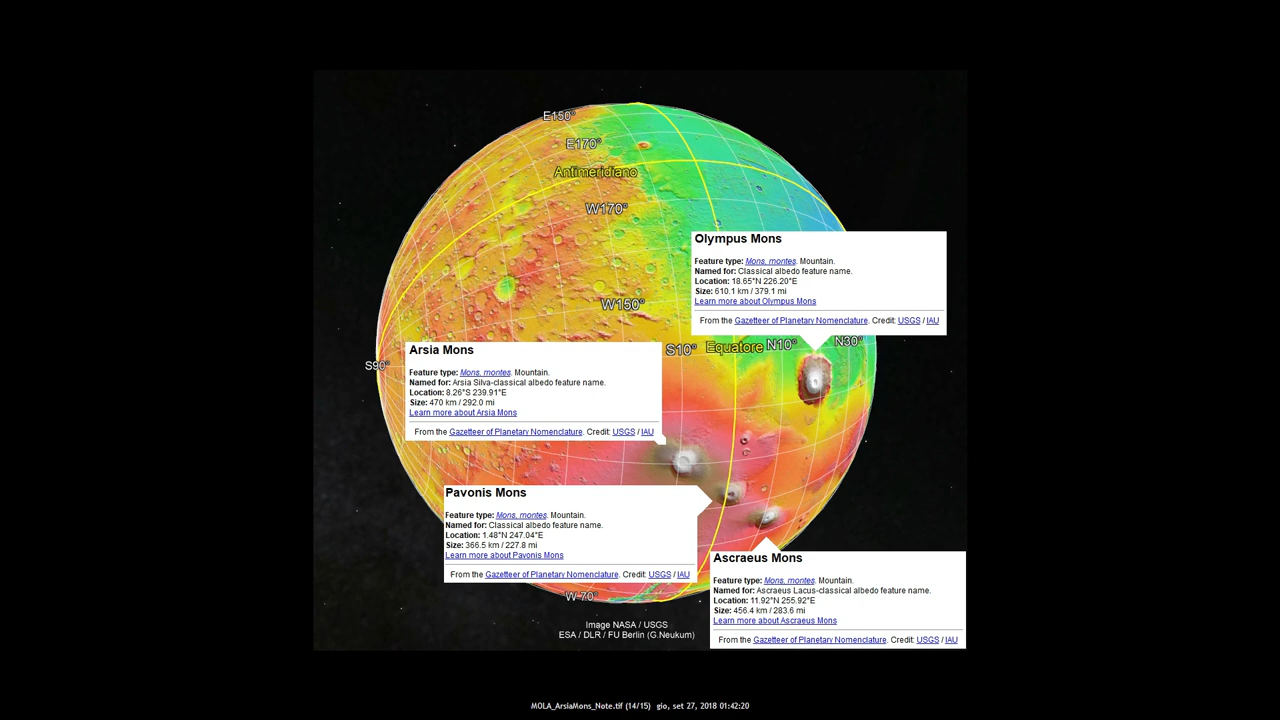 E150°
E170°
Antimeridiano
W170°
Olympus Mons
Feature type: Mons, montes. Mountain.
Named for: Classical albedo feature name.
Location: 18.65°N 226.20°E
Size: 610.1 km / 379.1 mi
Learn more about Olympus Mons
From the Gazetteer of Planetary Nomenclature. Credit: USGS / IAU
W150°
S10° Equatore N10° N30°
S90°
Arsia Mons
Feature type: Mons, montes. Mountain.
Named for: Arsia Silva-classical albedo feature name.
Location: 8.26°S 239.91°E
Size: 470 km / 292.0 mi
Learn more about Arsia Mons
From the Gazetteer of Planetary Nomenclature. Credit: USGS / IAU
Pavonis Mons
Feature type: Mons, montes. Mountain.
Named for: Classical albedo feature name.
Location: 1.48°N 247.04°E
Size: 366.5 km / 227.8 mi
Learn more about Pavonis Mons
From the Gazetteer of Planetary Nomenclature. Credit: USGS / IAU
Ascraeus Mons
Feature type: Mons, montes. Mountain.
Named for: Ascraeus Lacus-classical albedo feature name.
Location: 11.92°N 255.92°E
Size: 456.4 km / 283.6 mi
Learn more about Ascraeus Mons
From the Gazetteer of Planetary Nomenclature. Credit: USGS / IAU
W 70°
Image NASA / USGS
ESA / DLR / FU Berlin (G.Neukum)
MOLA_ArsiaMons_Note.tif (14/15) gio, set 27, 2018 01:42:20